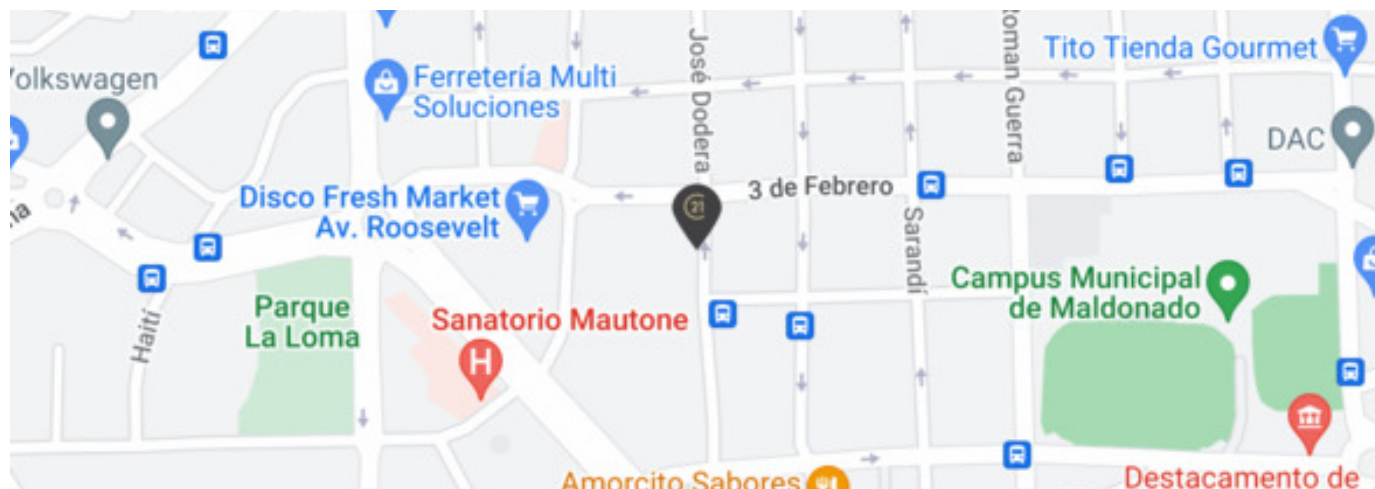 José Dodera
Roman Guerra
Tito Tienda Gourmet
Volkswagen
Ferretería Multi
Soluciones
DAC
Disco Fresh Market
Av. Roosevelt
21
3 de Febrero
Sarandí
Campus Municipal
de Maldonado
Parque
La Loma
Haití
Sanatorio Mautone
H
Amorcito Sabores
Destacamento de